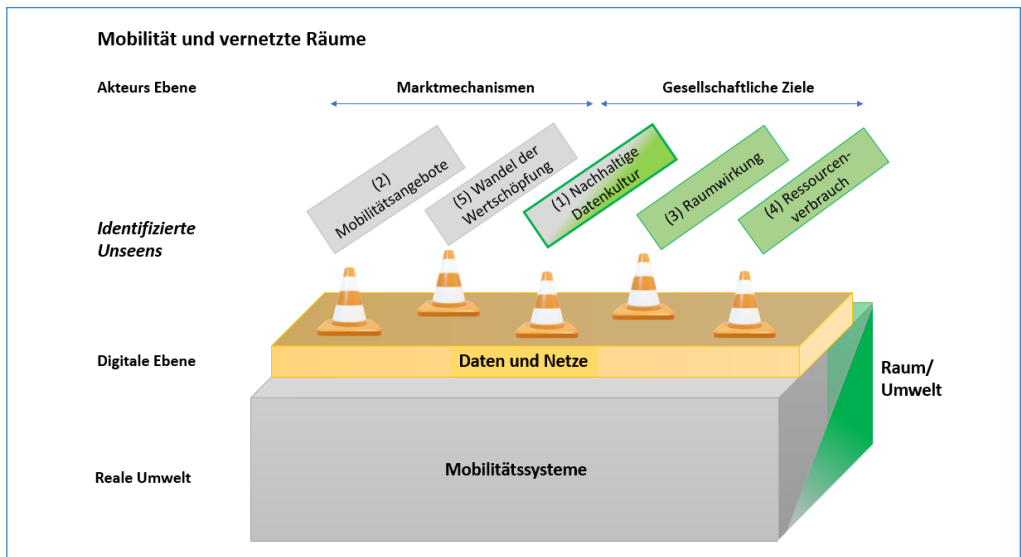 Mobilität und vernetzte Räume
Akteurs Ebene
Marktmechanismen
Gesellschaftliche Ziele
(2)
Mobilitätsangebote
(5) Wandel der
Wertschöpfung
(1) Nachhaltige
Datenkultur
(3) Raumwirkung
(4) Ressourcen-
verbrauch
Identifizierte
Unseens
Digitale Ebene
Daten und Netze
Raum/
Umwelt
Reale Umwelt
Mobilitätssysteme